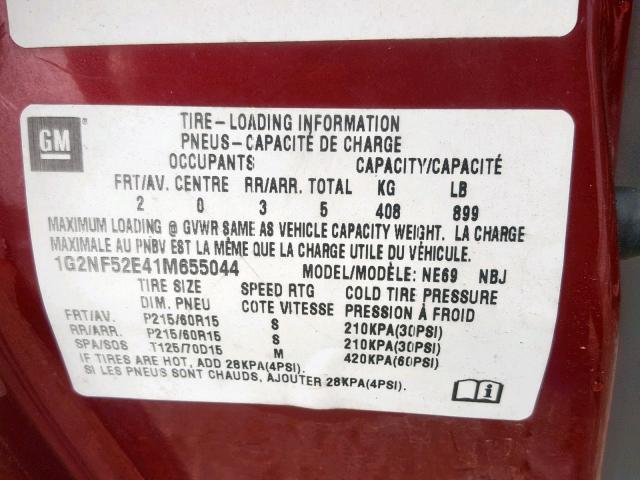 GM
TIRE-LOADING INFORMATION
PNEUS-CAPACITÉ DE CHARGE
OCCUPANTS CAPACITY/CAPACITÉ
FRT/AV. CENTRE RR/ARR. TOTAL KG LB
2 0 3 5 408 899
MAXIMUM LOADING @ GVWR SAME AS VEHICLE CAPACITY WEIGHT. LA CHARGE
MAXIMALE AU PNBV EST LA MÊME QUE LA CHARGE UTILE DU VÉHICULE.
1G2NF52E41M655044 MODEL/MODÈLE: NE69 NBJ
TIRE SIZE SPEED RTG COLD TIRE PRESSURE
DIM. PNEU COTE VITESSE PRESSION À FROID
FRT/AV. P215/60R15 S 210KPA(30PSI)
RR/ARR. P215/60R15 S 210KPA(30PSI)
SPA/SOS T125/70D15 M 420KPA(60PSI)
IF TIRES ARE HOT, ADD 28KPA(4PSI).
SI LES PNEUS SONT CHAUDS, AJOUTER 28KPA(4PSI).